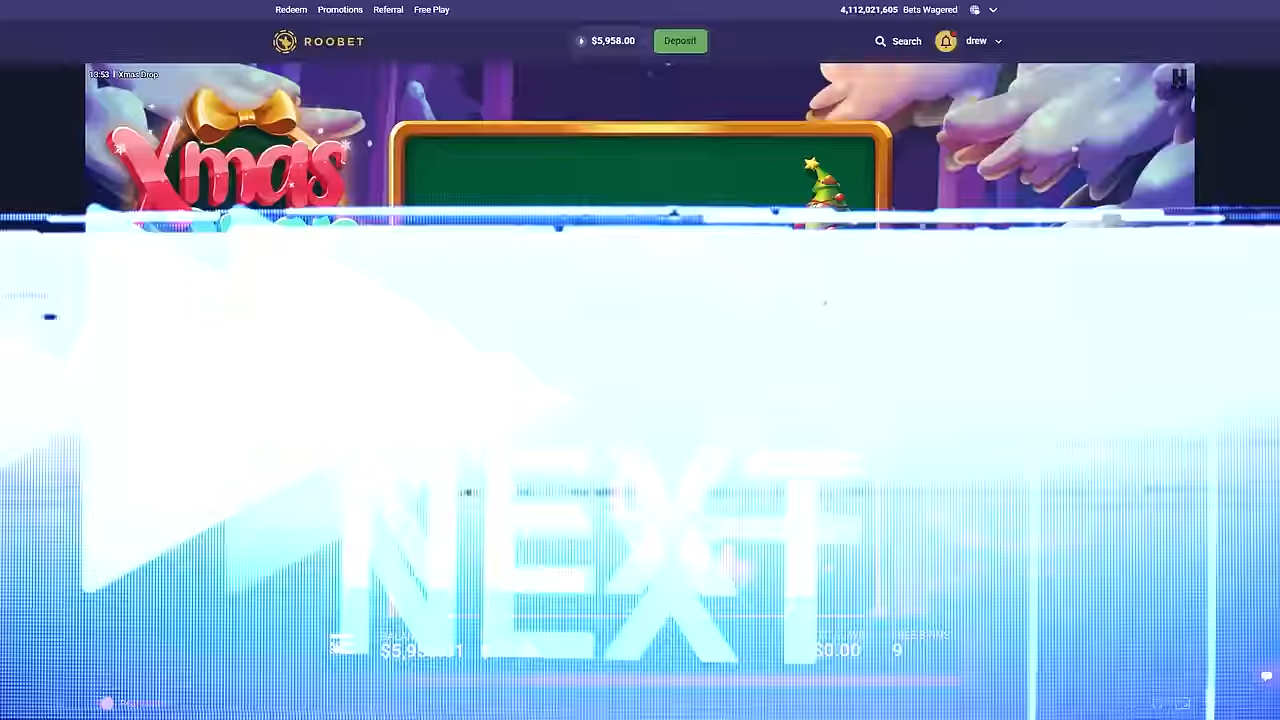 Redeem Promotions Referral Free Play 4,112,021,605 Bets Wagered
ROOBET $5,958.00 Deposit Search drew
13:53 | Xmas Drop
Xmas
NEXT
$0.00 9